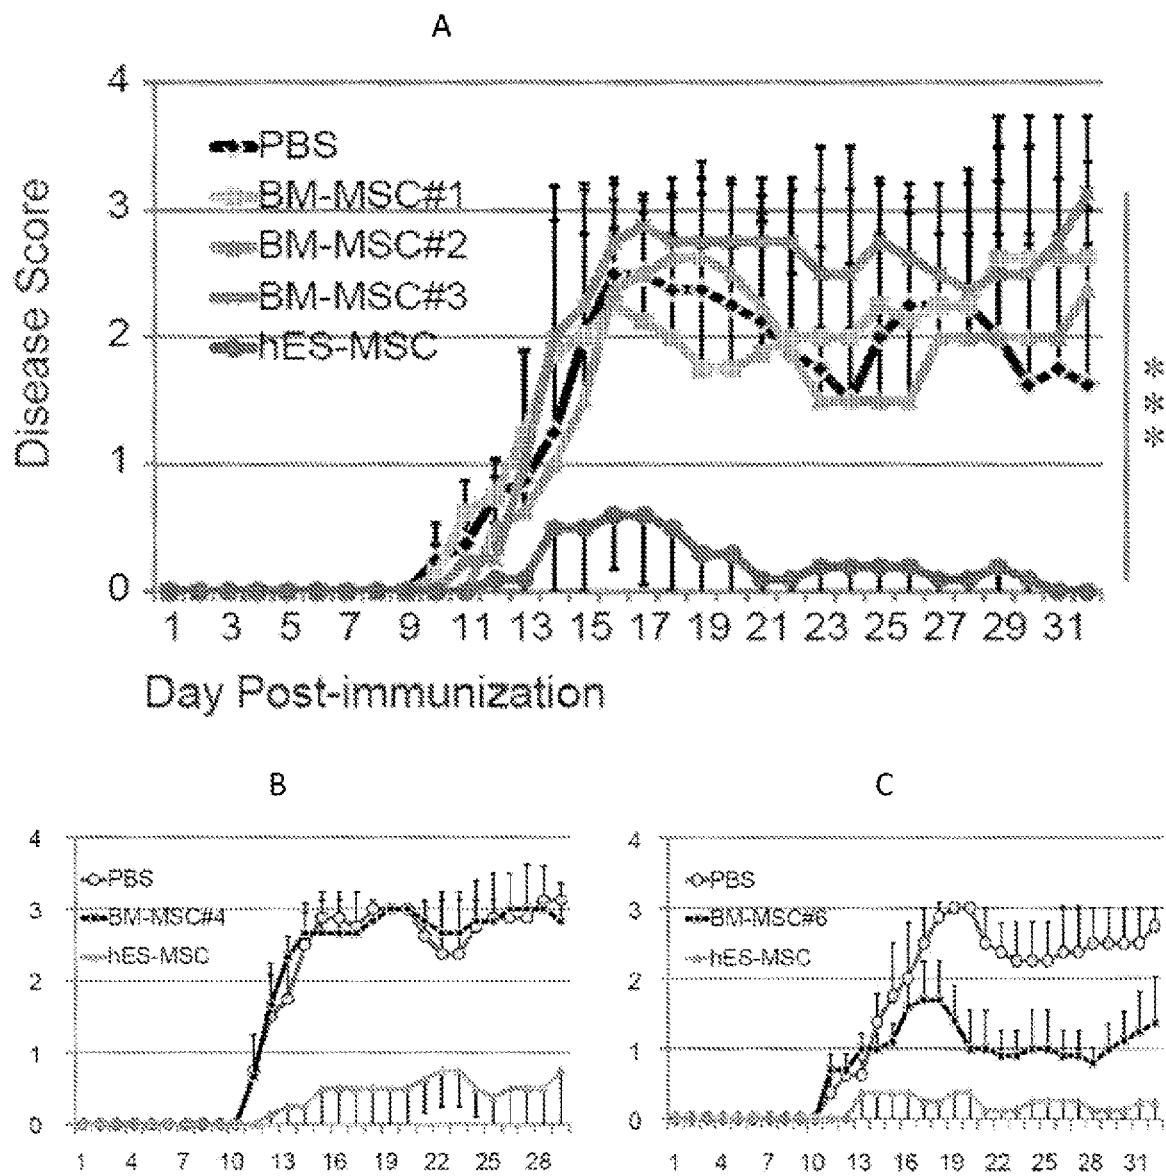 A
4
3
2
1
0
Disease Score
PBS
BM-MSC#1
BM-MSC#2
BM-MSC#3
hES-MSC
***
1 3 5 7 9 11 13 15 17 19 21 23 25 27 29 31
Day Post-immunization
B
4
3
2
1
0
PBS
BM-MSC#4
hES-MSC
1 4 7 10 13 16 19 22 25 28
C
4
3
2
1
0
PBS
BM-MSC#6
hES-MSC
1 4 7 10 13 16 19 22 25 28 31